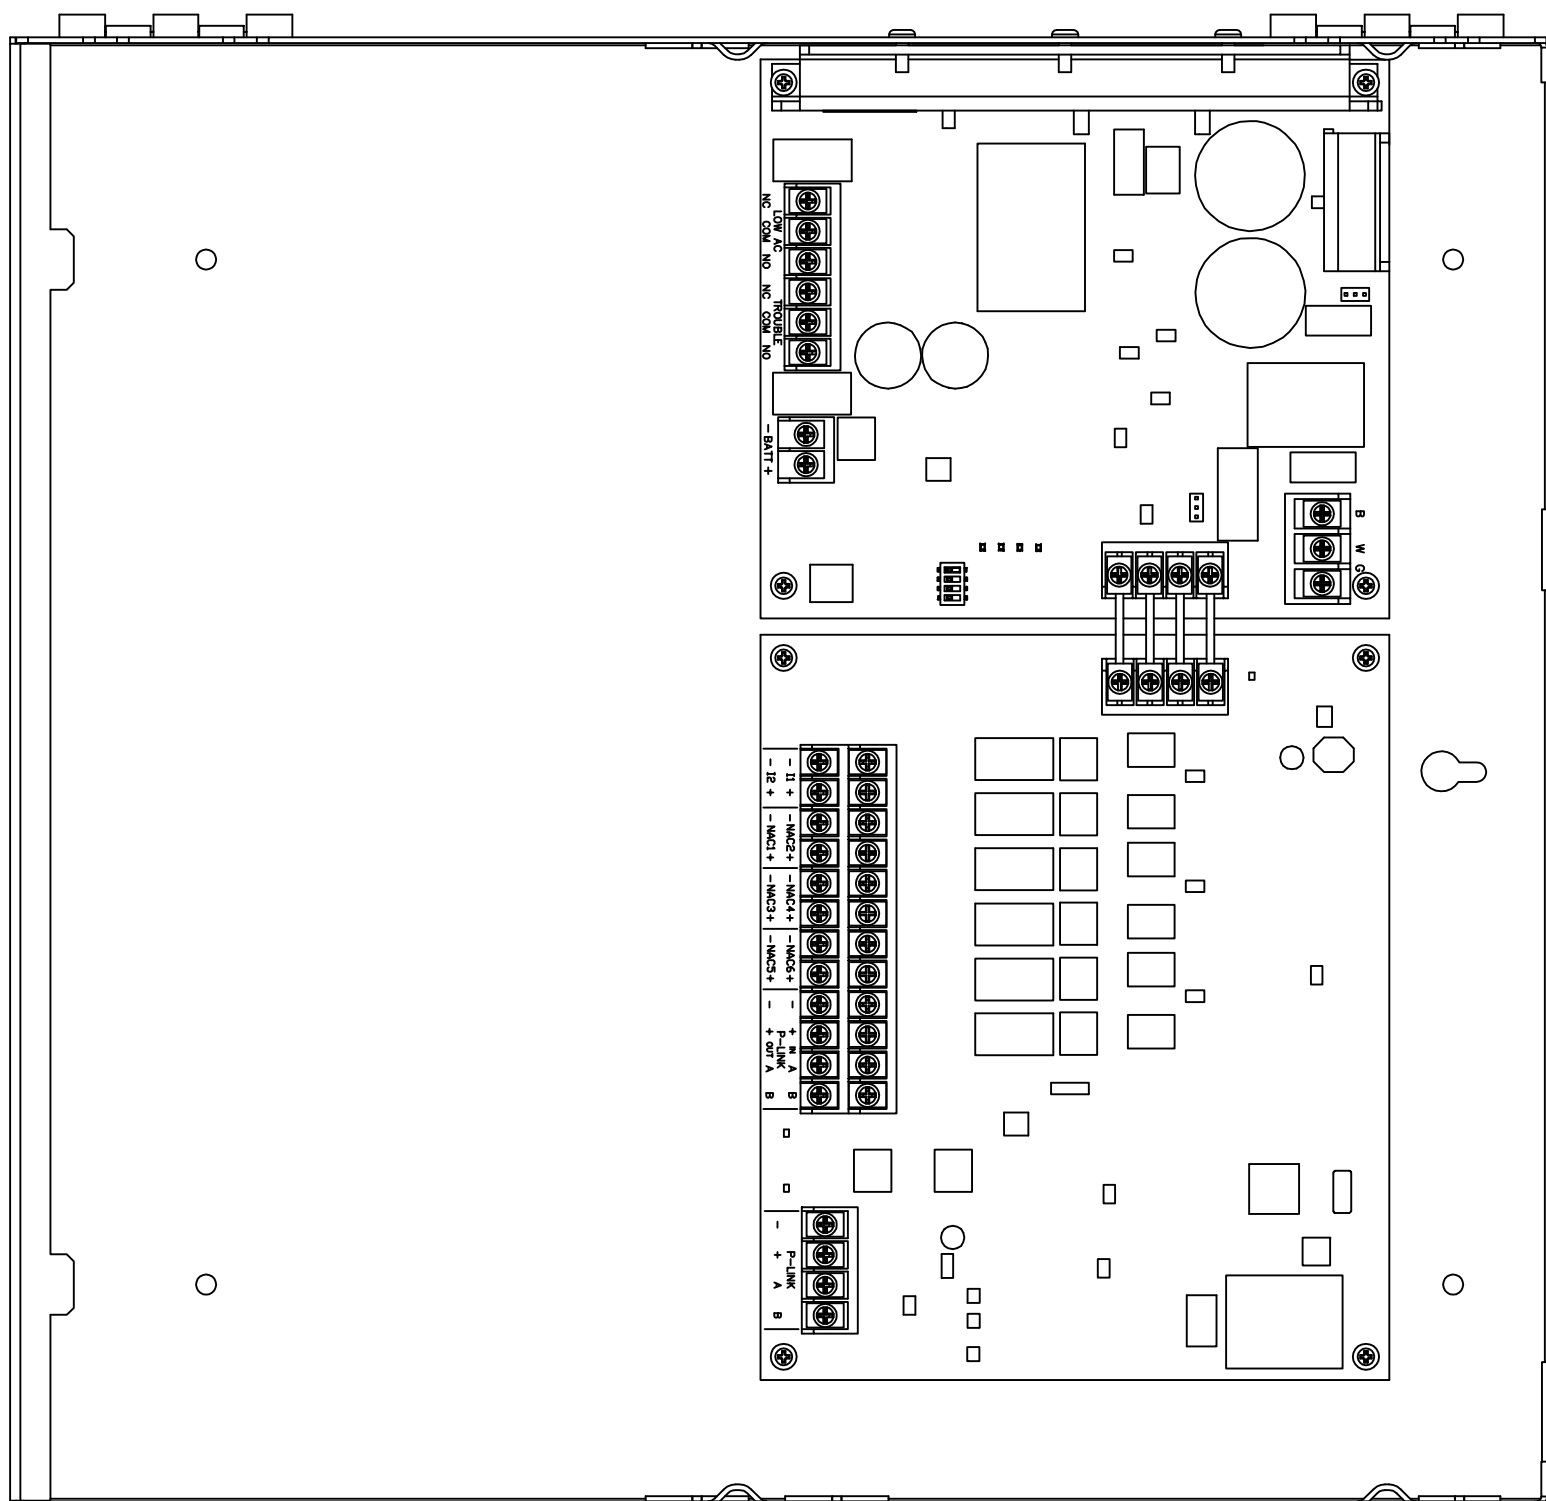 NC COM NO NC COM NO
LOW AC
TROUBLE
- BATT +
B
W
G
- I1 +
- I2 +
- NAC2 +
- NAC1 +
- NAC4 +
- NAC3 +
- NAC6 +
- NAC5 +
- + IN A B
P-LINK
- + OUT A B
P-LINK
- + A B